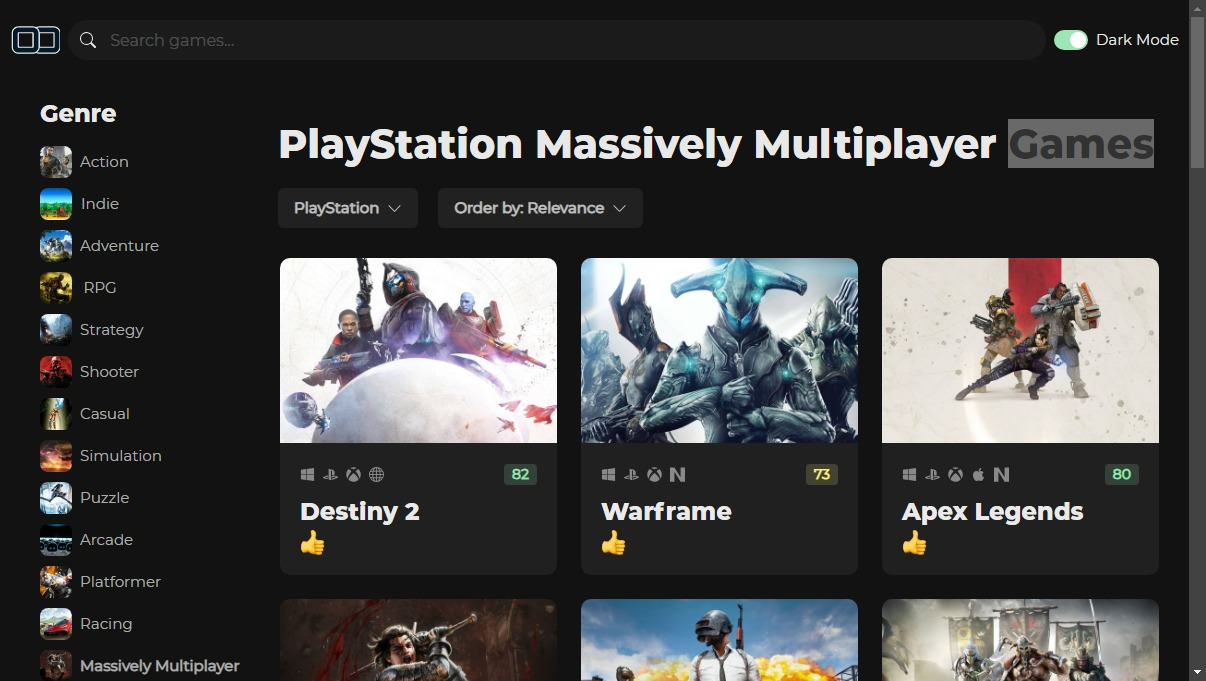 Search games...
Dark Mode
Genre
Action
Indie
Adventure
RPG
Strategy
Shooter
Casual
Simulation
Puzzle
Arcade
Platformer
Racing
Massively Multiplayer
PlayStation Massively Multiplayer Games
PlayStation
Order by: Relevance
82
Destiny 2
73
Warframe
80
Apex Legends